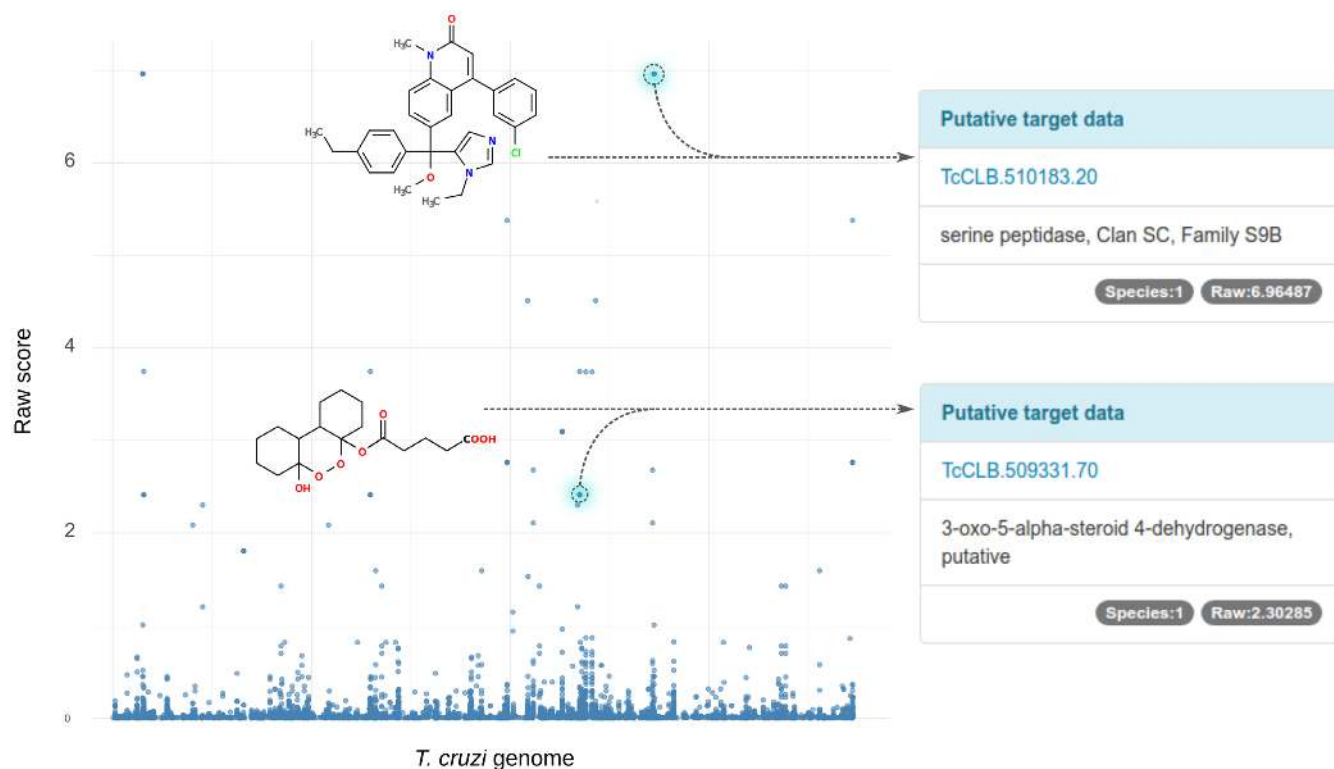 O
H₃C
N
H₃C
N
Cl
O
N
H₃C
H₃C
Putative target data
TcCLB.510183.20
serine peptidase, Clan SC, Family S9B
Species:1 Raw:6.96487
6
4
2
0
Raw score
O
COOH
O
O
O
OH
Putative target data
TcCLB.509331.70
3-oxo-5-alpha-steroid 4-dehydrogenase,
putative
Species:1 Raw:2.30285
T. cruzi genome